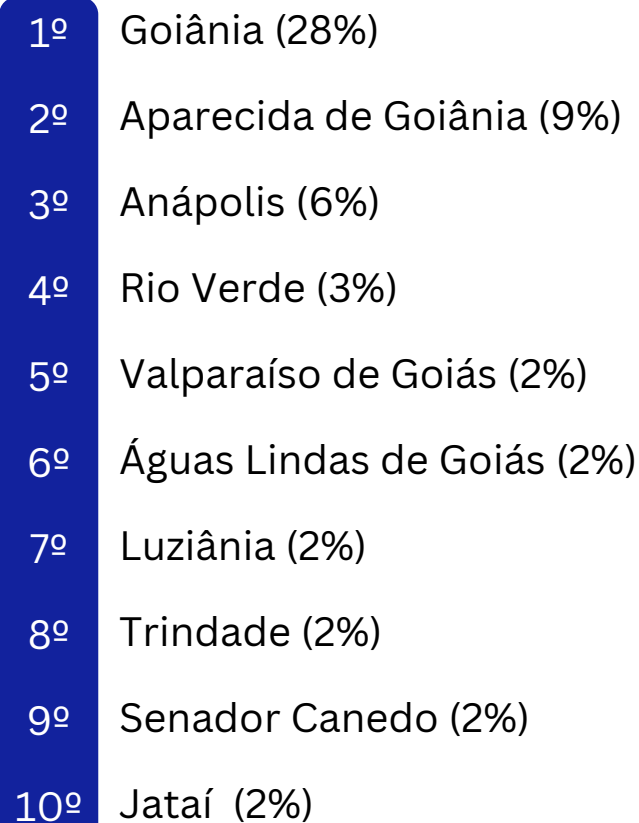 1º Goiânia (28%)
2º Aparecida de Goiânia (9%)
3º Anápolis (6%)
4º Rio Verde (3%)
5º Valparaíso de Goiás (2%)
6º Águas Lindas de Goiás (2%)
7º Luziânia (2%)
8º Trindade (2%)
9º Senador Canedo (2%)
10º Jataí (2%)